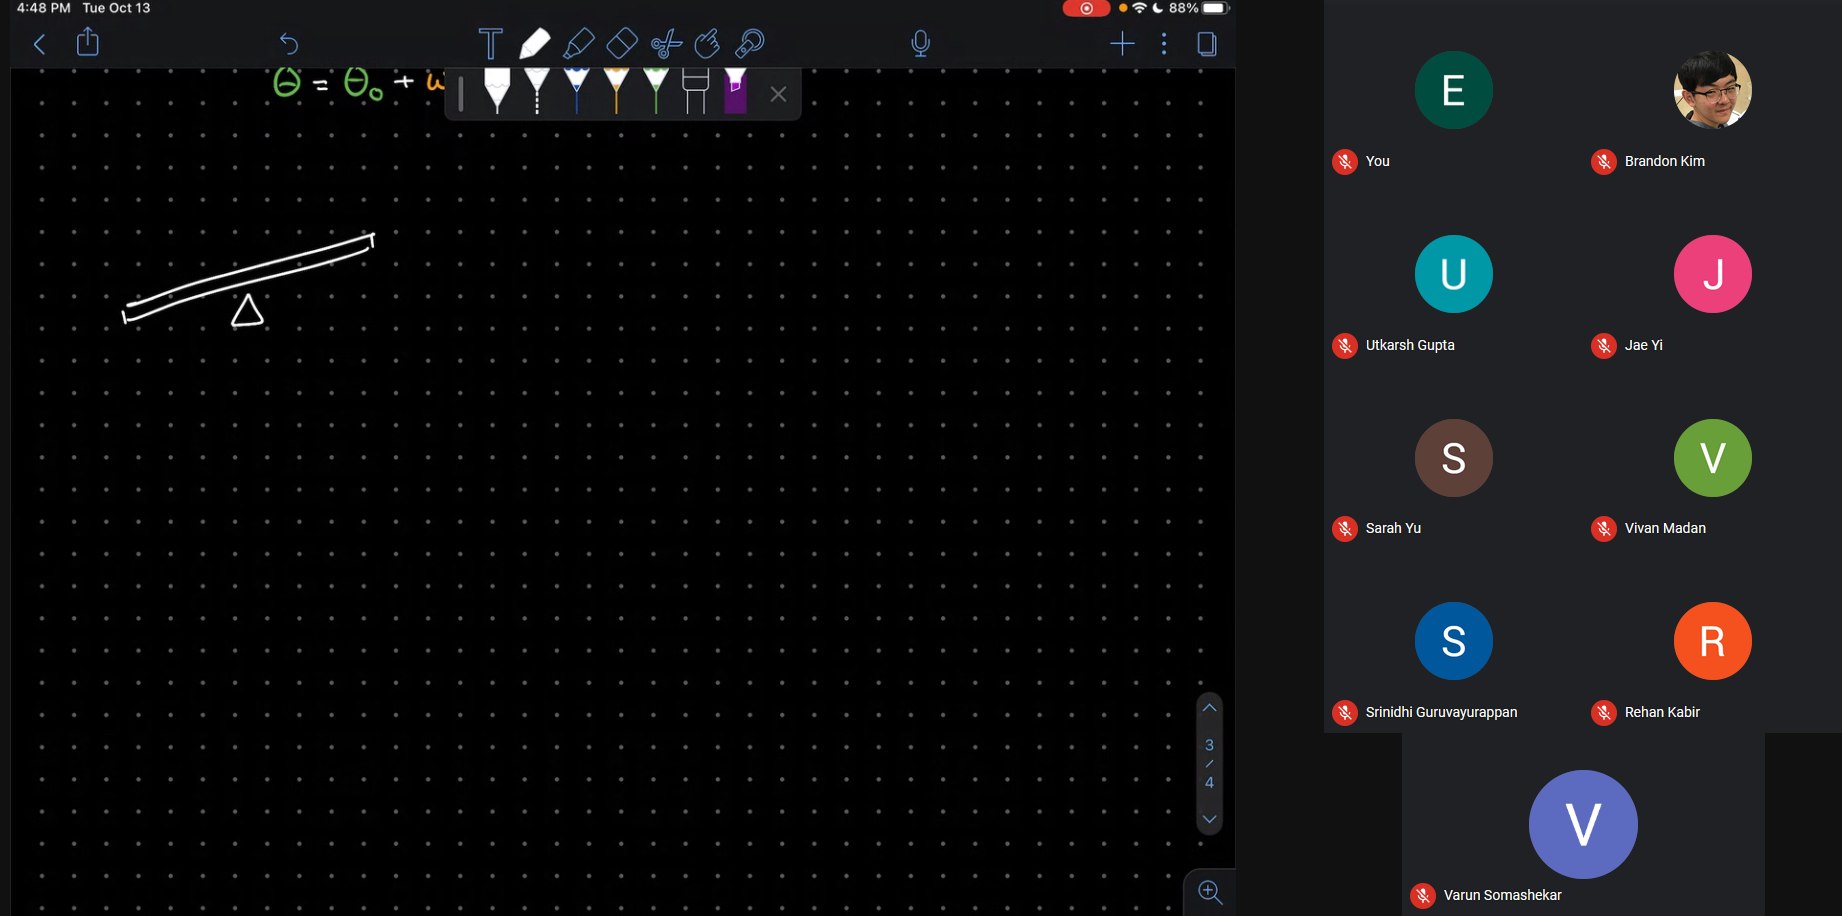 4:48 PM Tue Oct 13
88%
T
θ = θ₀ + ω
3
/
4
E
You
Brandon Kim
U
Utkarsh Gupta
J
Jae Yi
S
Sarah Yu
V
Vivan Madan
S
Srinidhi Guruvayurappan
R
Rehan Kabir
V
Varun Somashekar